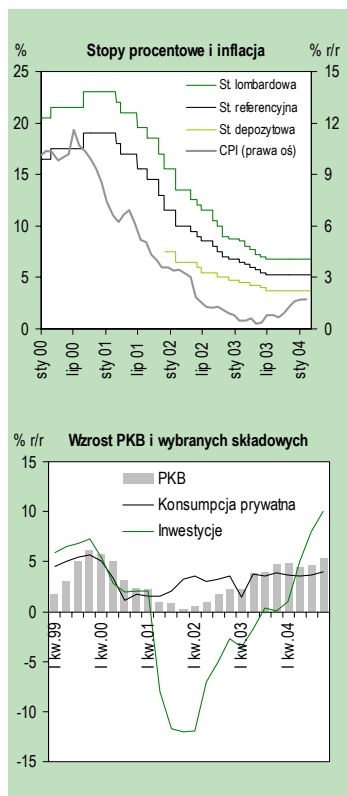 Stopy procentowe i inflacja
% % r/r
25 15
20 12
15 9
10 6
5 3
0 0
St. lombardowa
St. referencyjna
St. depozytowa
CPI (prawa oś)
sty 00 lip 00 sty 01 lip 01 sty 02 lip 02 sty 03 lip 03 sty 04
% r/r Wzrost PKB i wybranych składowych
15
10
5
0
-5
-10
-15
PKB
Konsumpcja prywatna
Inwestycje
I kw.99 I kw.00 I kw.01 I kw.02 I kw.03 I kw.04